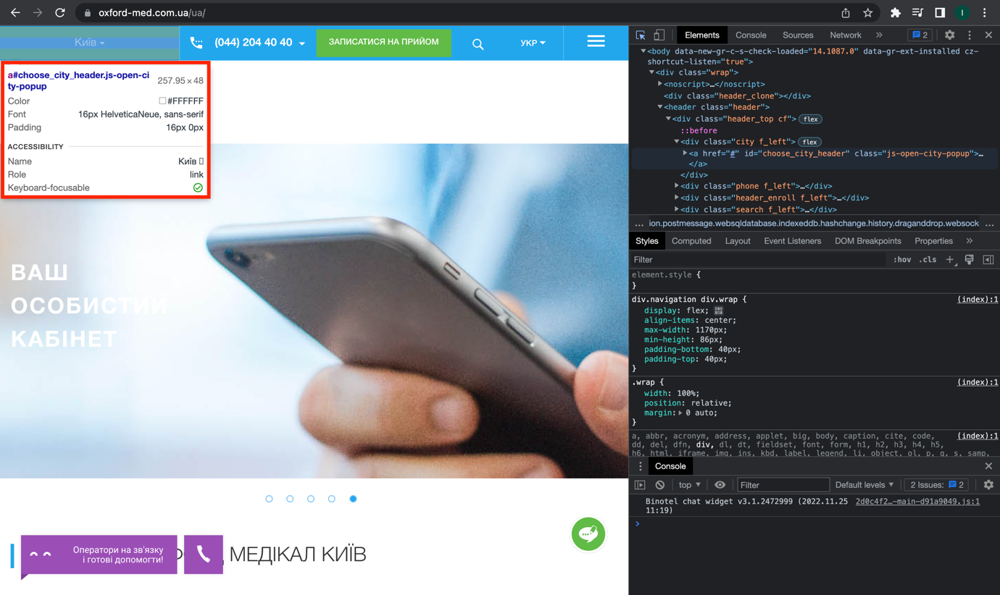 oxford-med.com.ua/ua/
I
Київ
(044) 204 40 40
ЗАПИСАТИСЯ НА ПРИЙОМ
УКР
a#choose_city_header.js-open-ci
ty-popup
257.95 × 48
Color
#FFFFFF
Font
16px HelveticaNeue, sans-serif
Padding
16px 0px
ACCESSIBILITY
Name
Київ
Role
link
Keyboard-focusable
ВАШ
ОСОБИСТИЙ
КАБІНЕТ
Оператори на зв'язку
і готові допомогти!
МЕДІКАЛ КИЇВ
Elements
Console
Sources
Network
»
2
<body data-new-gr-c-s-check-loaded="14.1087.0" data-gr-ext-installed cz-
shortcut-listen="true">
<div class="wrap">
<noscript>…</noscript>
<div class="header_clone"></div>
<header class="header">
<div class="header_top cf"> flex
::before
<div class="city f_left"> flex
<a href="#" id="choose_city_header" class="js-open-city-popup">…
</a>
</div>
<div class="phone f_left">…</div>
<div class="header_enroll f_left">…</div>
<div class="search f_left">…</div>
… ion.postmessage.websqldatabase.indexeddb.hashchange.history.draganddrop.websock …
Styles
Computed
Layout
Event Listeners
DOM Breakpoints
Properties
»
Filter
:hov
.cls
+
element.style {
}
div.navigation div.wrap {
(index):1
display: flex;
align-items: center;
max-width: 1170px;
min-height: 86px;
padding-bottom: 40px;
padding-top: 40px;
}
.wrap {
(index):1
width: 100%;
position: relative;
margin: 0 auto;
}
a, abbr, acronym, address, applet, big, body, caption, cite, code,
(index):1
dd, del, dfn, div, dl, dt, fieldset, font, form, h1, h2, h3, h4, h5,
h6, html, iframe, img, ins, kbd, label, legend, li, object, ol, p, q, s, samp,
Console
top
Filter
Default levels
2 Issues:
2
Binotel chat widget v3.1.2472999 (2022.11.25
2d0c4f2…-main-d91a9049.js:1
11:19)